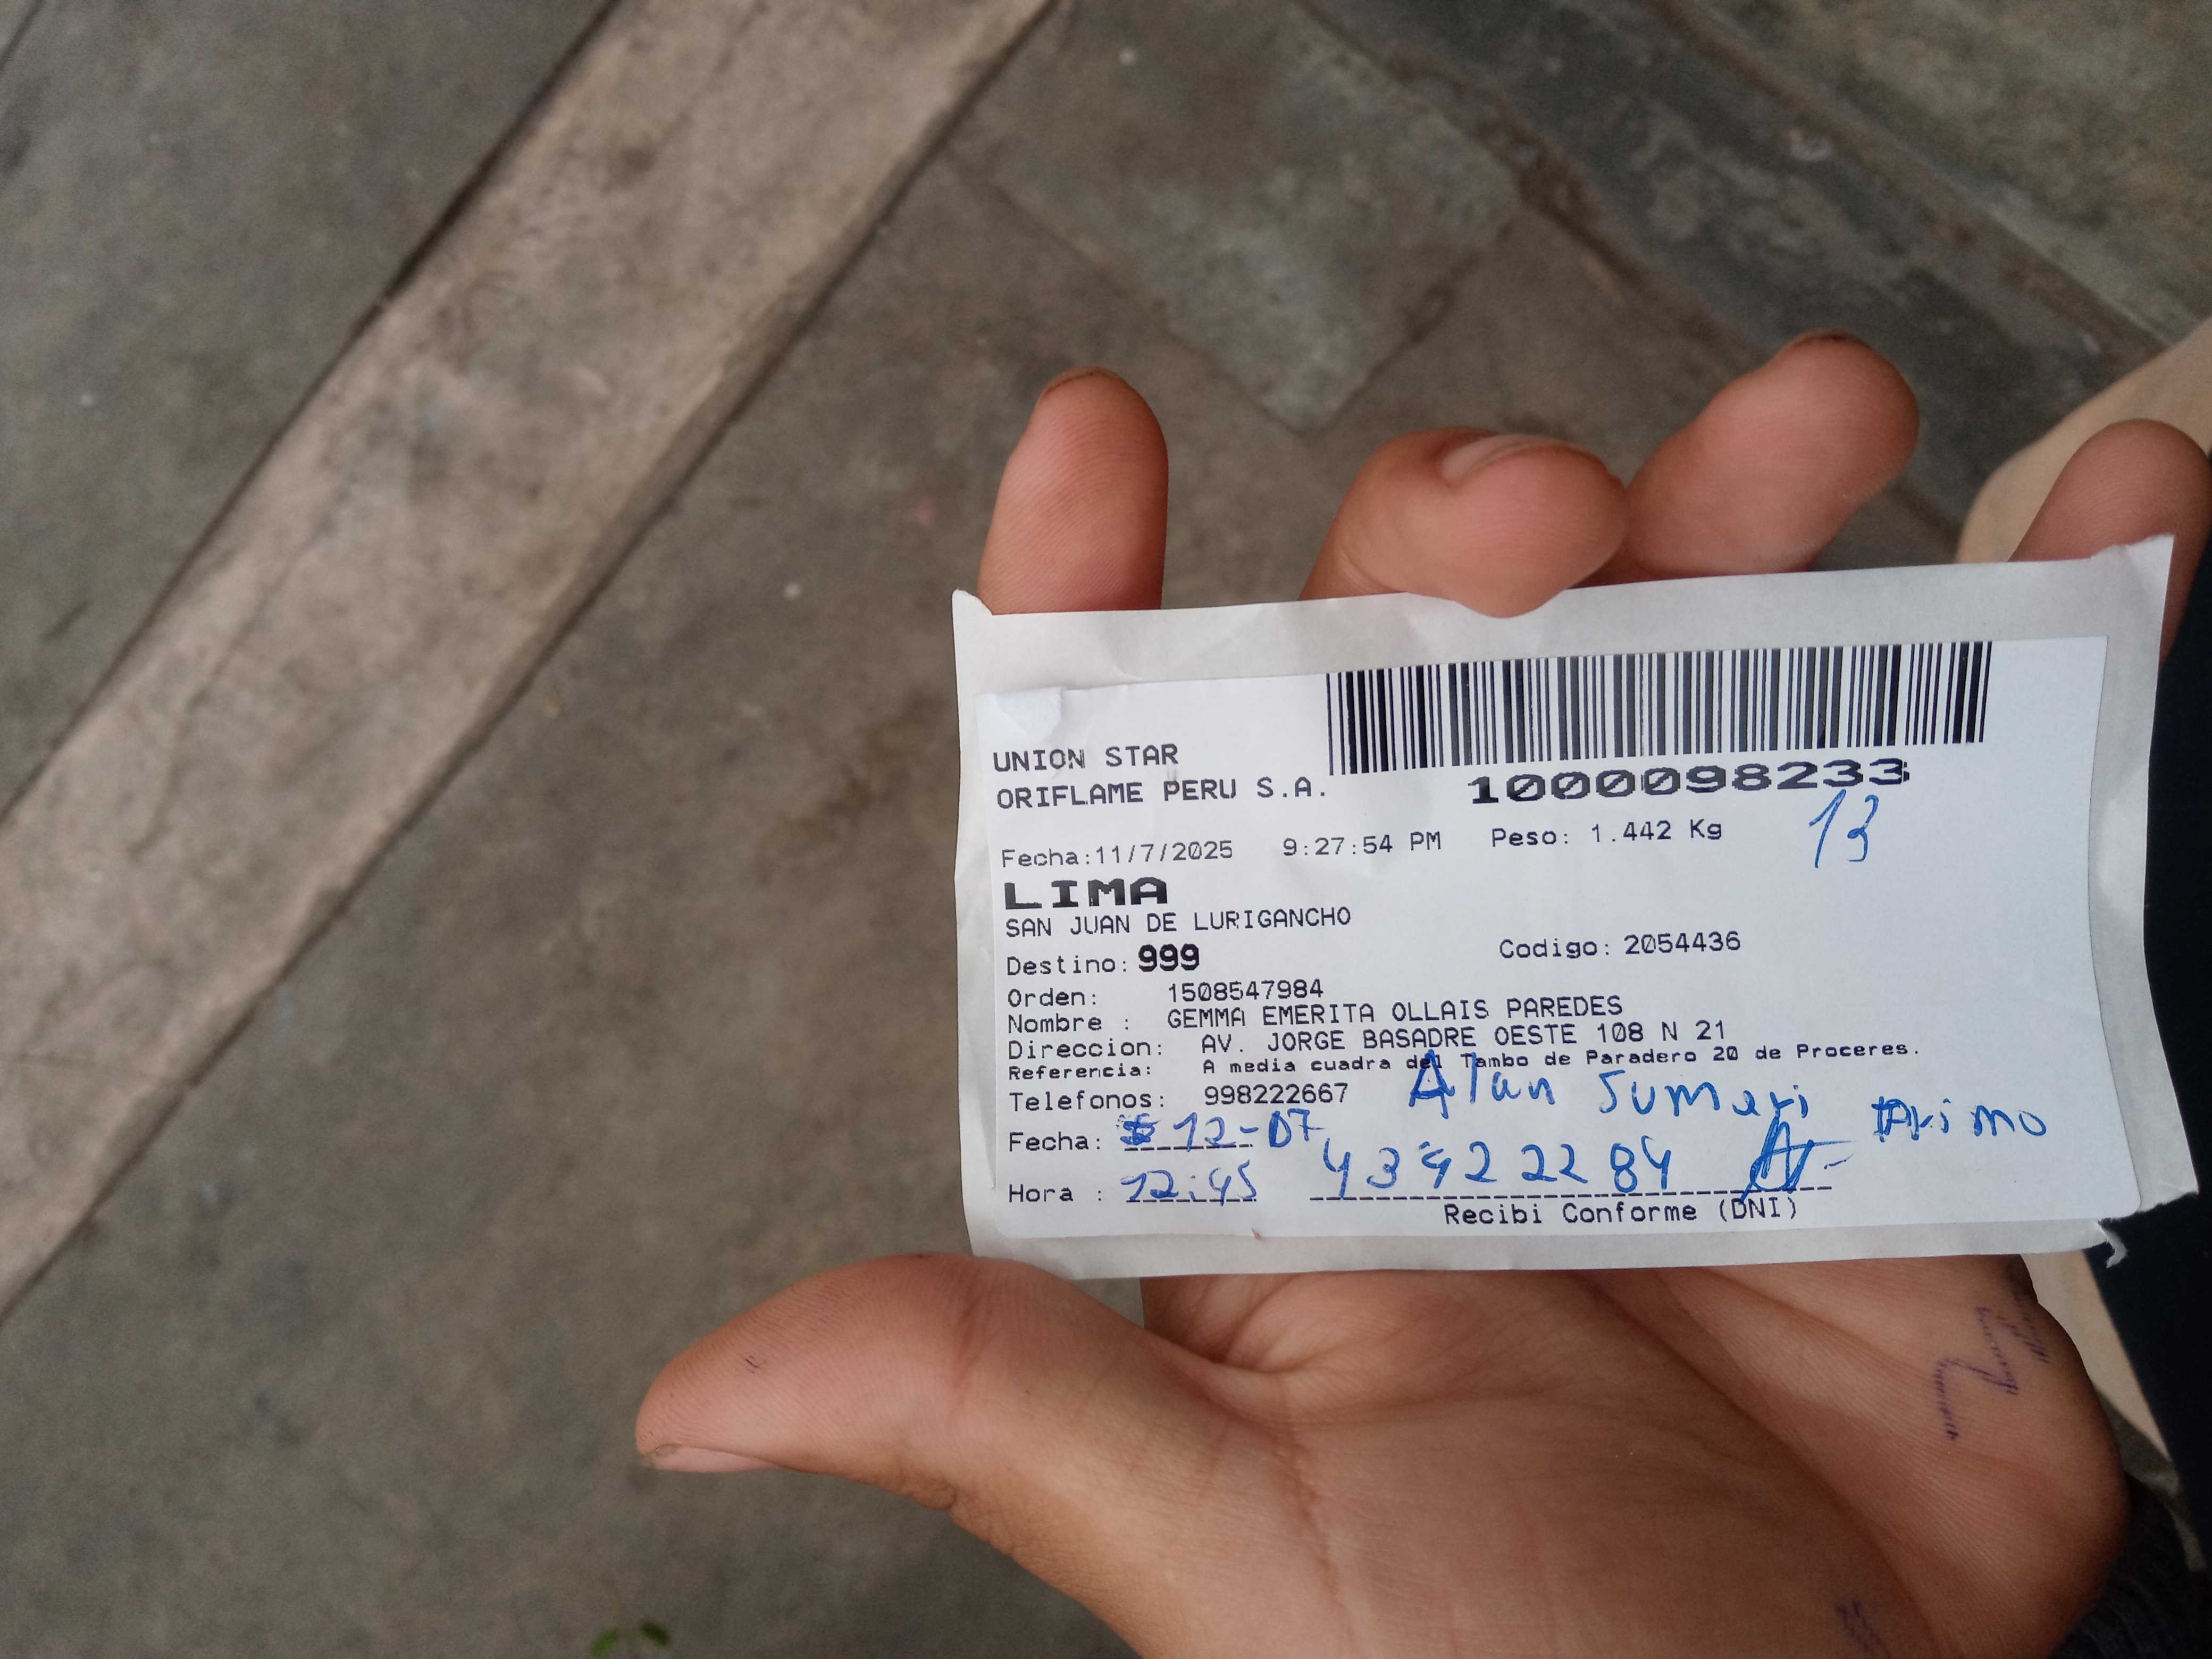 UNION STAR
ORIFLAME PERU S.A.
1000098233
13
Fecha:11/7/2025 9:27:54 PM Peso: 1.442 Kg
LIMA
SAN JUAN DE LURIGANCHO
Destino: 999 Codigo: 2054436
Orden: 1508547984
Nombre : GEMMA EMERITA OLLAIS PAREDES
Direccion: AV. JORGE BASADRE OESTE 108 N 21
Referencia: A media cuadra del Tambo de Paradero 20 de Proceres.
Telefonos: 998222667 Alan
Fecha: 12-07 Primo
Hora : 12:45
Recibi Conforme (DNI)